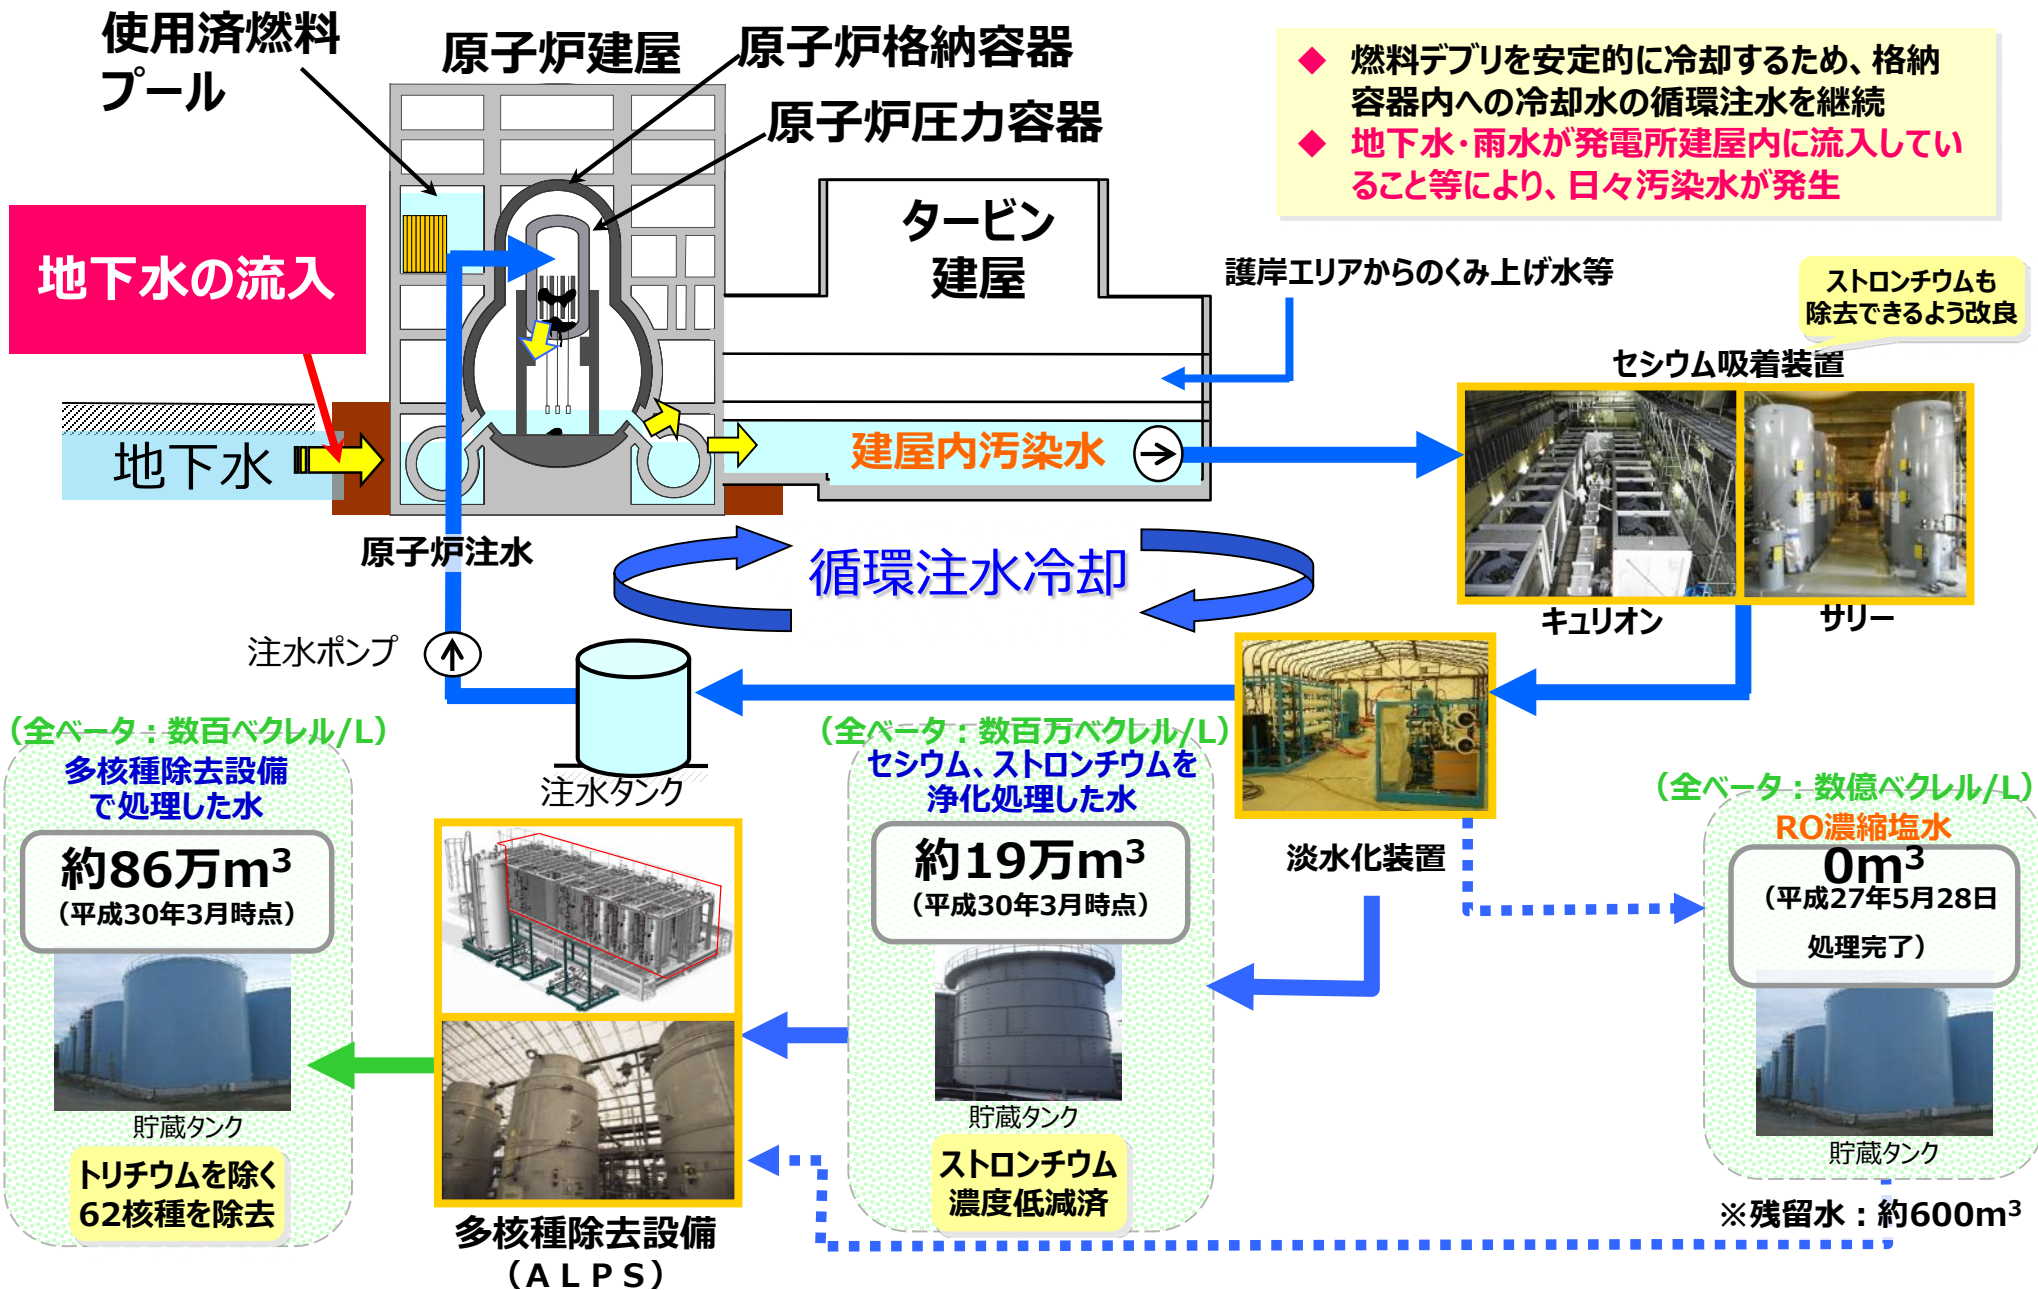 使用済燃料
プール
原子炉建屋
原子炉格納容器
原子炉圧力容器
◆ 燃料デブリを安定的に冷却するため、格納
容器内への冷却水の循環注水を継続
◆ 地下水・雨水が発電所建屋内に流入してい
ること等により、日々汚染水が発生
地下水の流入
タービン
建屋
護岸エリアからのくみ上げ水等
ストロンチウムも
除去できるよう改良
セシウム吸着装置
地下水
建屋内汚染水
原子炉注水
循環注水冷却
キュリオン
サリー
注水ポンプ
注水タンク
淡水化装置
（全ベータ：数百ベクレル/L）
多核種除去設備
で処理した水
約86万m³
（平成30年3月時点）
貯蔵タンク
トリチウムを除く
62核種を除去
多核種除去設備
（ＡＬＰＳ）
（全ベータ：数百万ベクレル/L）
セシウム、ストロンチウムを
浄化処理した水
約19万m³
（平成30年3月時点）
貯蔵タンク
ストロンチウム
濃度低減済
（全ベータ：数億ベクレル/L）
RO濃縮塩水
0m³
（平成27年5月28日
処理完了）
貯蔵タンク
※残留水：約600m³